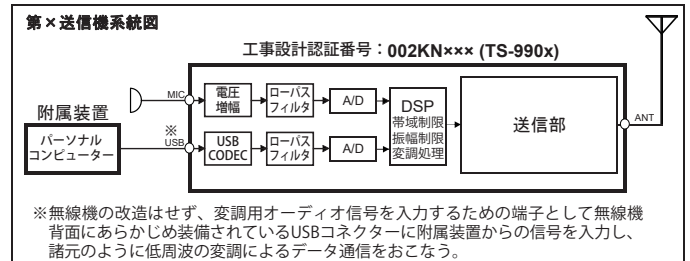 第×送信機系統図
工事設計認証番号：002KN××× (TS-990x)
MIC
電圧
増幅
ローパス
フィルタ
A/D
DSP
帯域制限
振幅制限
変調処理
送信部
ANT
附属装置
パーソナル
コンピューター
※
USB
USB
CODEC
ローパス
フィルタ
A/D
※無線機の改造はせず、変調用オーディオ信号を入力するための端子として無線機
背面にあらかじめ装備されているUSBコネクターに附属装置からの信号を入力し、
諸元のように低周波の変調によるデータ通信をおこなう。